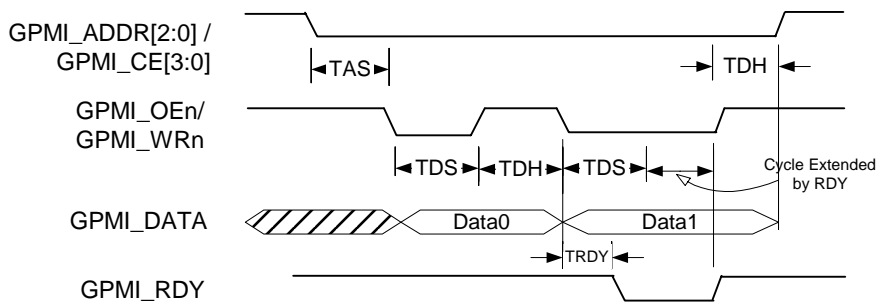 GPMI_ADDR[2:0] /
GPMI_CE[3:0]
TAS
TDH
GPMI_OEn/
GPMI_WRn
TDS
TDH
TDS
Cycle Extended
by RDY
GPMI_DATA
Data0
Data1
TRDY
GPMI_RDY